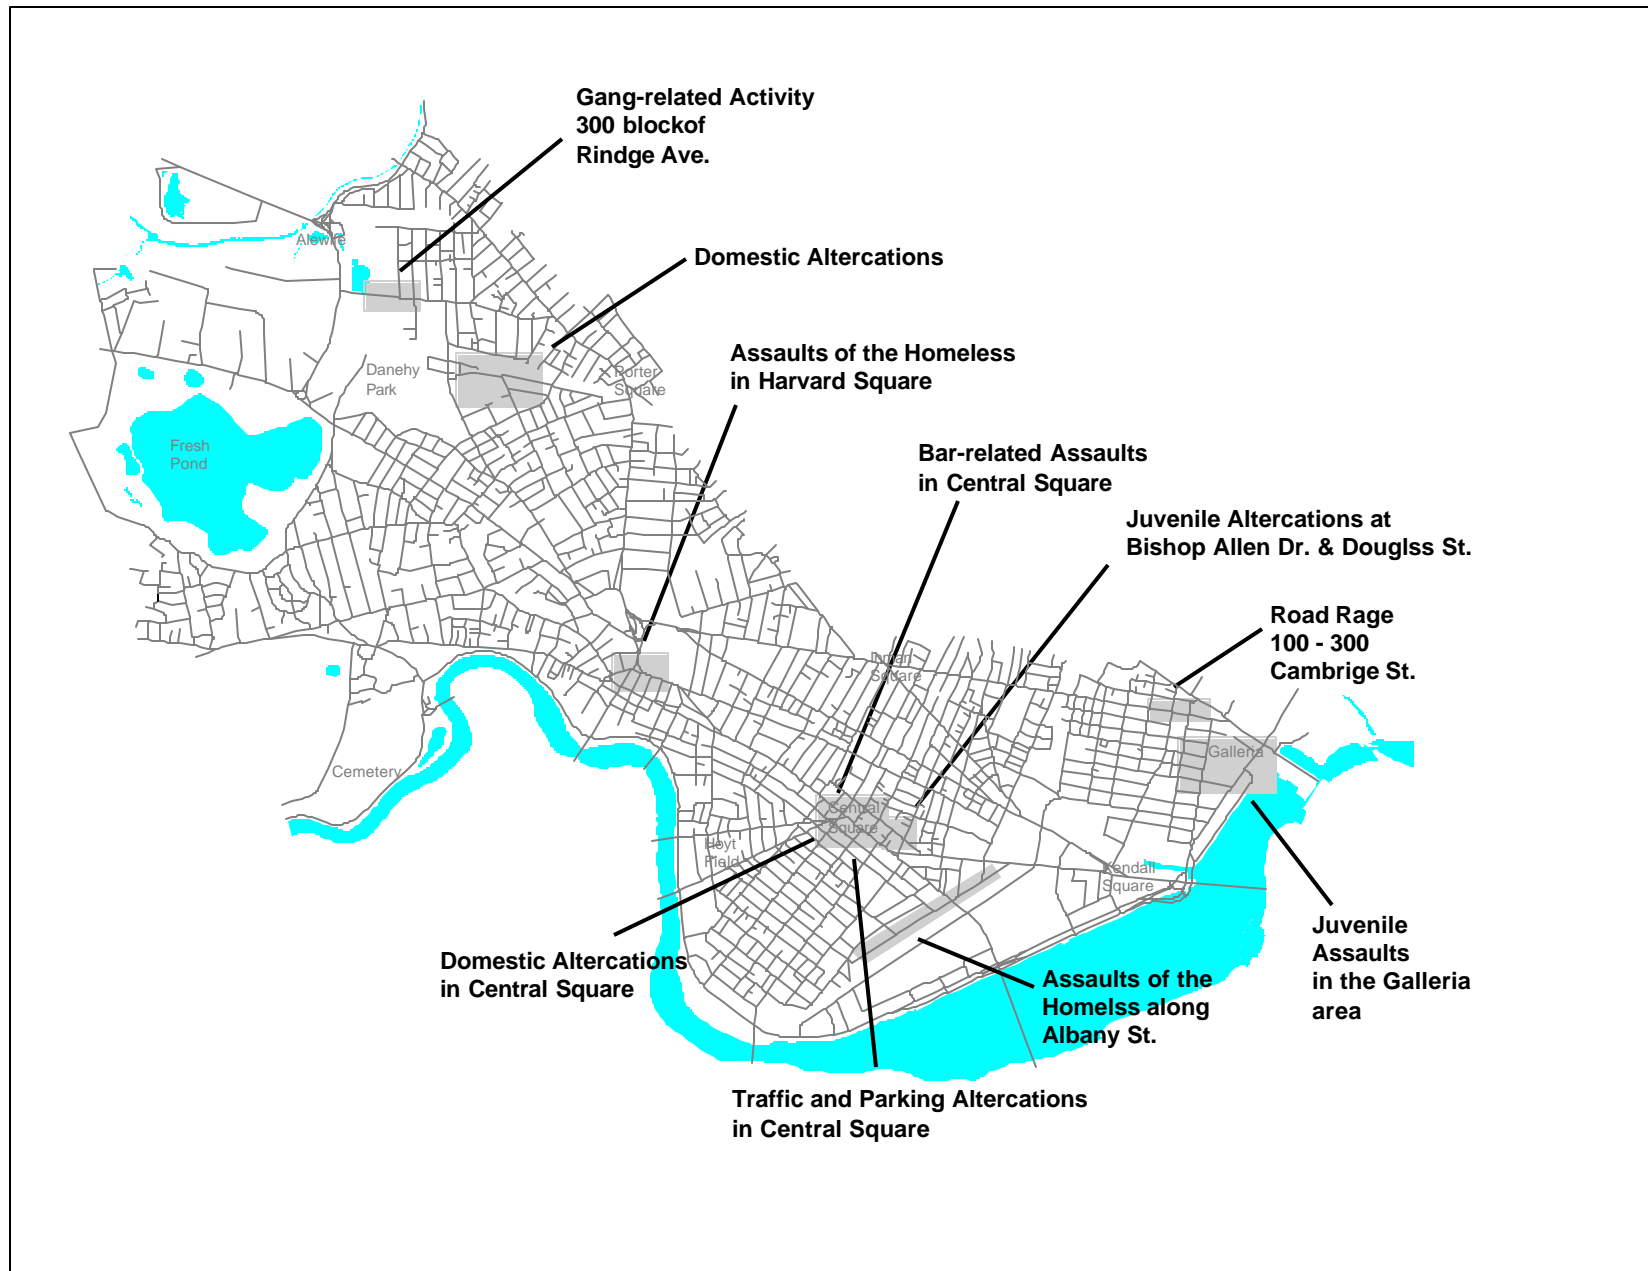 Gang-related Activity
300 blockof
Rindge Ave.
Alewife
Domestic Altercations
Assaults of the Homeless
in Harvard Square
Danehy
Park
Porter
Square
Fresh
Pond
Bar-related Assaults
in Central Square
Juvenile Altercations at
Bishop Allen Dr. & Douglss St.
Road Rage
100 - 300
Cambrige St.
Inman
Square
Galleria
Cemetery
Central
Square
Hoyt
Field
Kendall
Square
Domestic Altercations
in Central Square
Juvenile
Assaults
in the Galleria
area
Assaults of the
Homelss along
Albany St.
Traffic and Parking Altercations
in Central Square